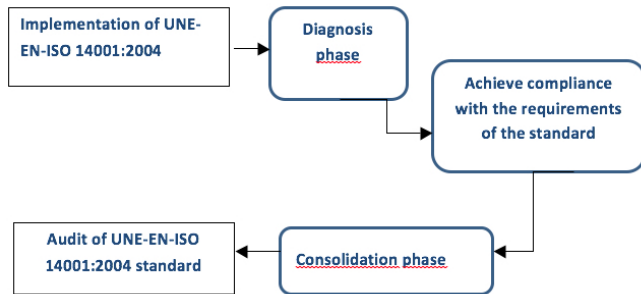 Implementation of UNE-
EN-ISO 14001:2004
Diagnosis
phase
Achieve compliance
with the requirements
of the standard
Audit of UNE-EN-ISO
14001:2004 standard
Consolidation phase